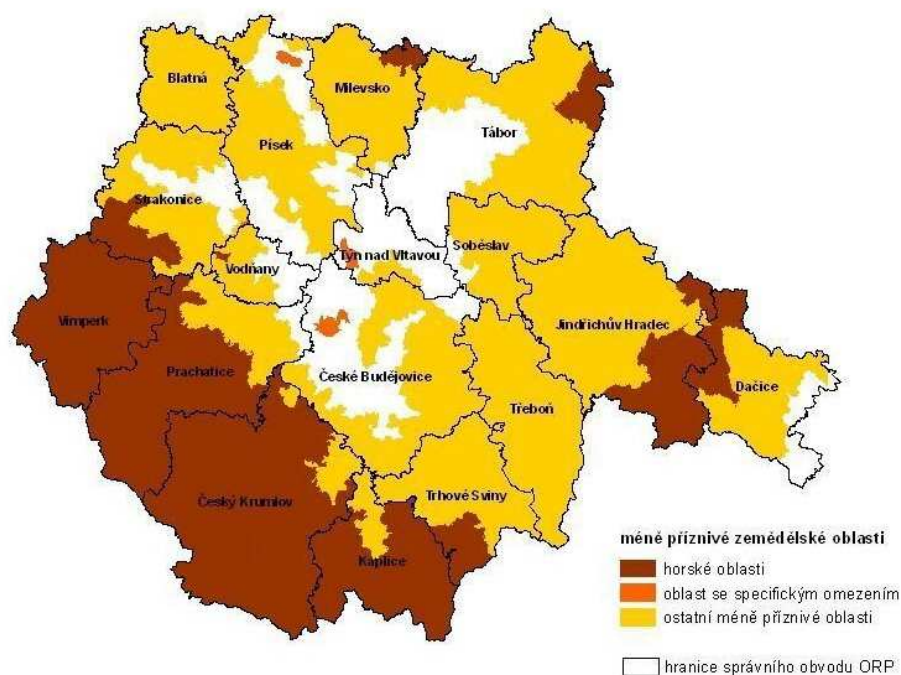 Blatná
Milevsko
Tábor
Písek
Strakonice
Týn nad Vltavou
Soběslav
Vodňany
Vimperk
Jindřichův Hradec
Prachatice
České Budějovice
Dačice
Třeboň
Český Krumlov
Trhové Sviny
Kaplice
méně příznivé zemědělské oblasti
horské oblasti
oblast se specifickým omezením
ostatní méně příznivé oblasti
hranice správního obvodu ORP